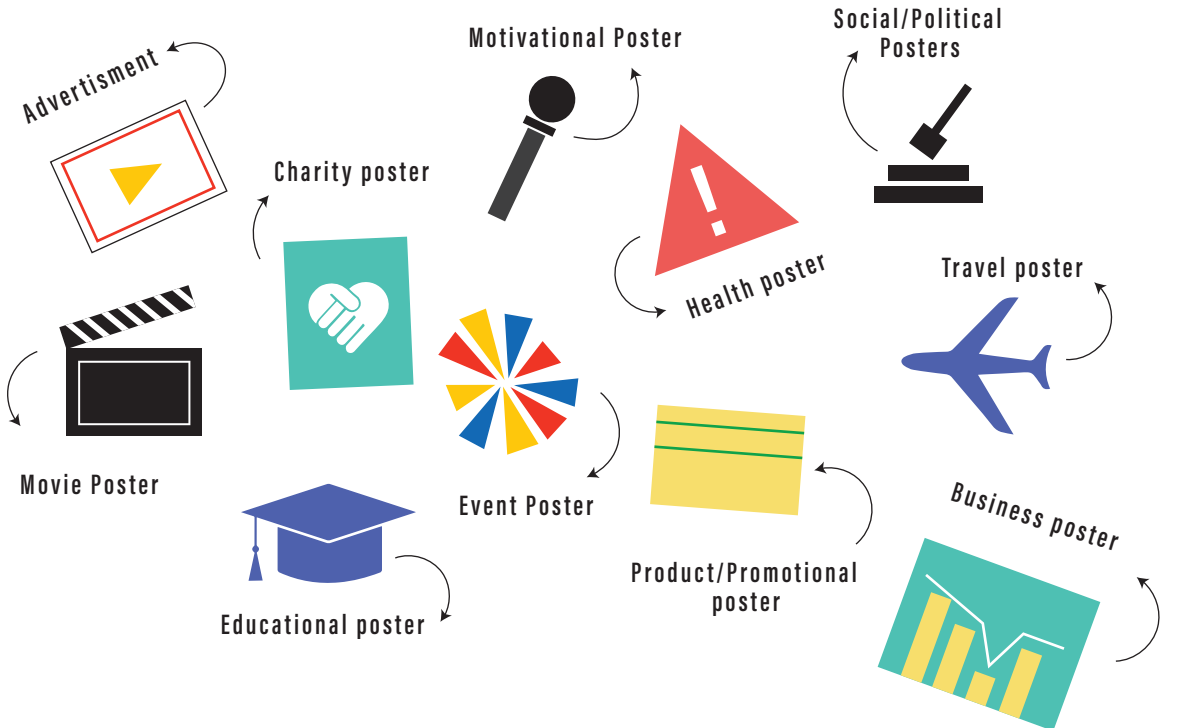 Advertisment
Motivational Poster
Social/Political
Posters
Charity poster
Health poster
Travel poster
Movie Poster
Event Poster
Educational poster
Product/Promotional
poster
Business poster